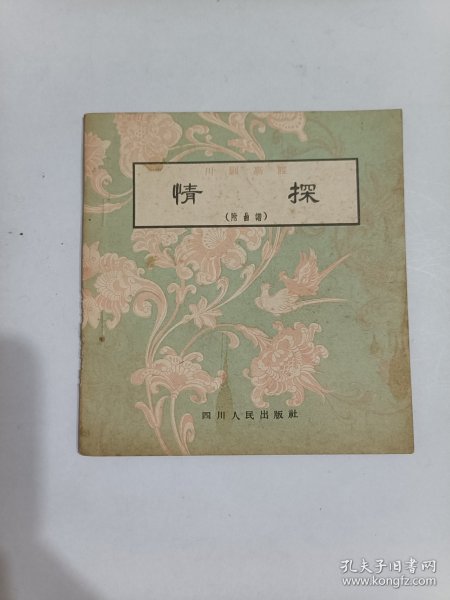 川剧高腔
情探
(附曲谱)
四川人民出版社
孔夫子旧书网
www.kongfz.com